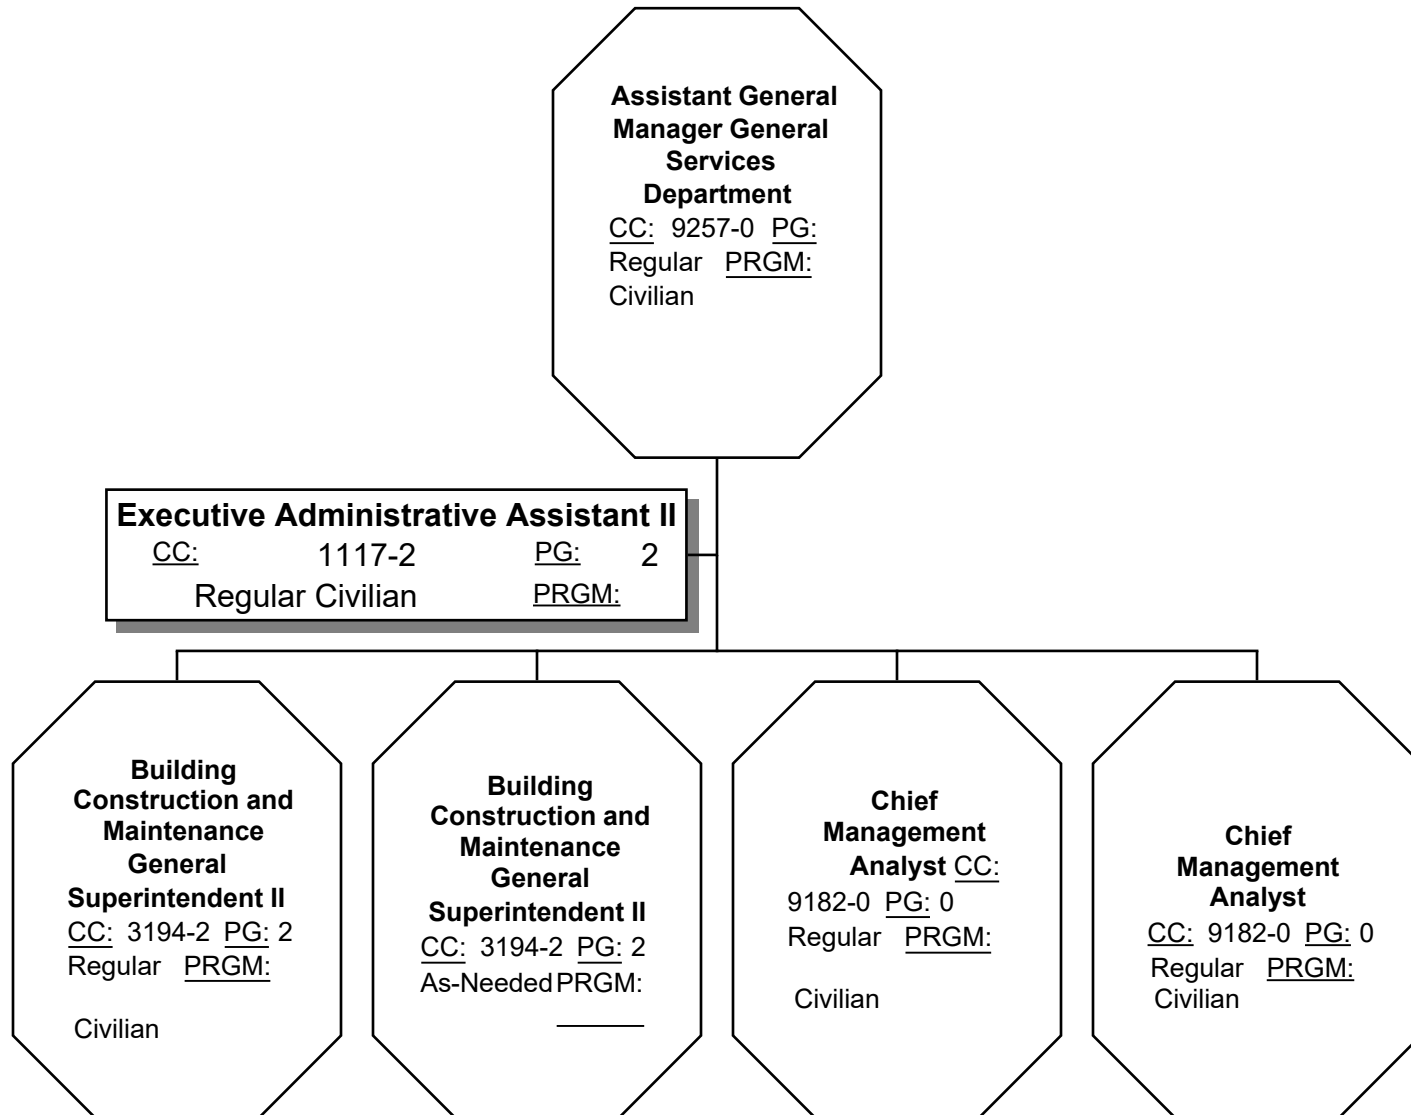 Assistant General
Manager General
Services
Department
CC: 9257-0 PG:
Regular PRGM:
Civilian
Executive Administrative Assistant II
CC: 1117-2 PG: 2
Regular Civilian PRGM:
Building
Construction and
Maintenance
General
Superintendent II
CC: 3194-2 PG: 2
Regular PRGM:
Civilian
Building
Construction and
Maintenance
General
Superintendent II
CC: 3194-2 PG: 2
As-Needed PRGM:
Chief
Management
Analyst CC:
9182-0 PG: 0
Regular PRGM:
Civilian
Chief
Management
Analyst
CC: 9182-0 PG: 0
Regular PRGM:
Civilian